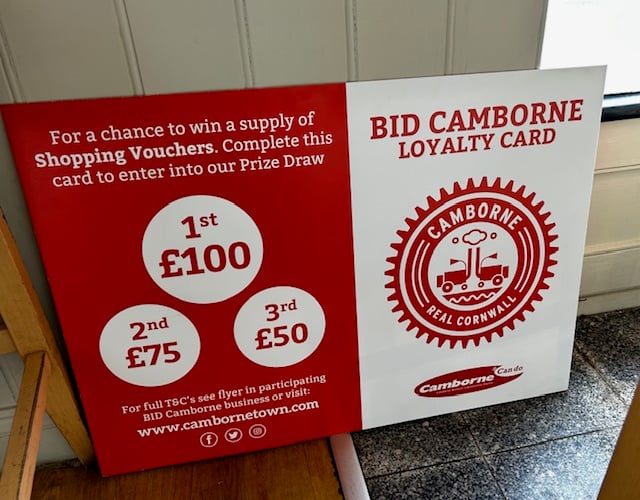 For a chance to win a supply of
Shopping Vouchers. Complete this
card to enter into our Prize Draw
1st
£100
2nd
£75
3rd
£50
For full T&C's see flyer in participating
BID Camborne business or visit:
www.cambornetown.com
BID CAMBORNE
LOYALTY CARD
CAMBORNE
REAL CORNWALL
Camborne Can do